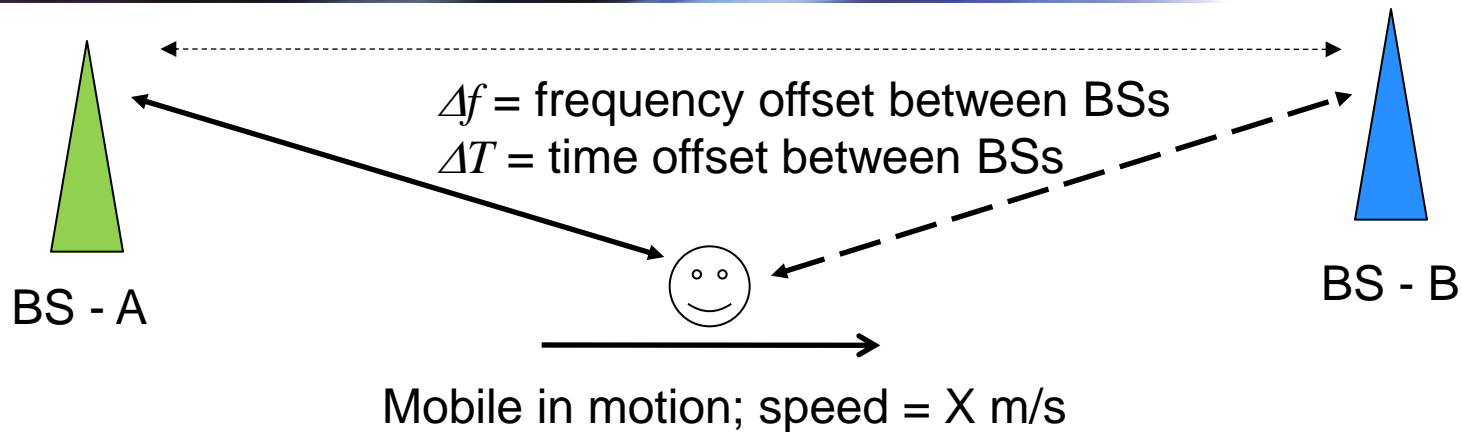 Δf = frequency offset between BSs
ΔT = time offset between BSs
BS - A
BS - B
Mobile in motion; speed = X m/s